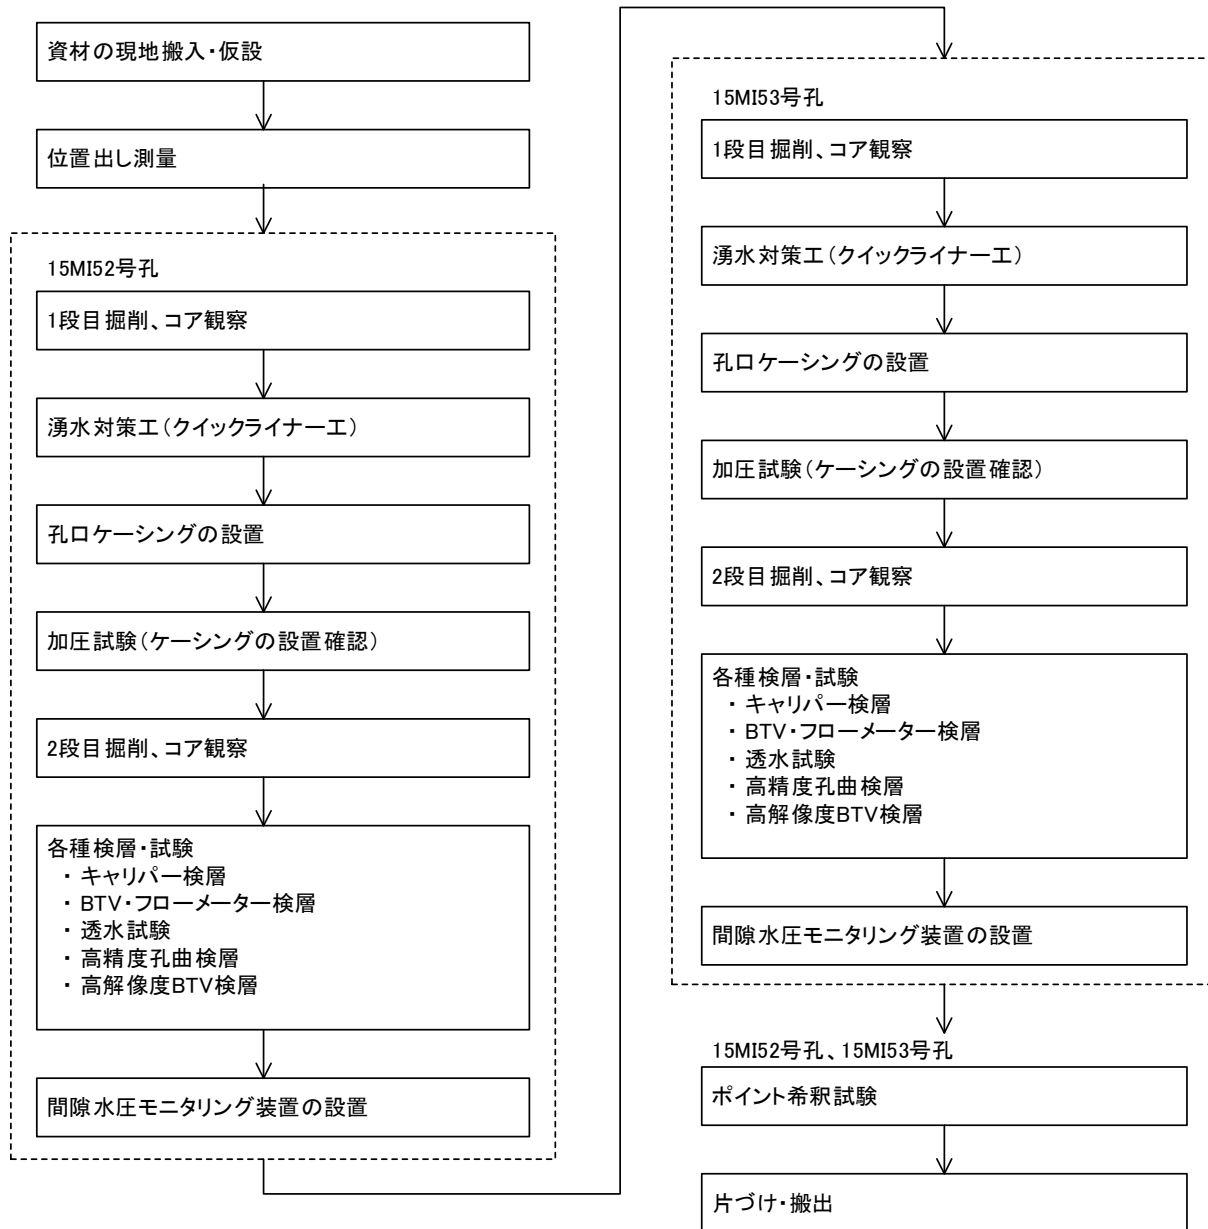 資材の現地搬入・仮設
位置出し測量
15MI52号孔
1段目掘削、コア観察
湧水対策工(クイックライナー工)
孔口ケーシングの設置
加圧試験(ケーシングの設置確認)
2段目掘削、コア観察
各種検層・試験
・ キャリパー検層
・ BTV・フローメーター検層
・ 透水試験
・ 高精度孔曲検層
・ 高解像度BTV検層
間隙水圧モニタリング装置の設置
15MI53号孔
1段目掘削、コア観察
湧水対策工(クイックライナー工)
孔口ケーシングの設置
加圧試験(ケーシングの設置確認)
2段目掘削、コア観察
各種検層・試験
・ キャリパー検層
・ BTV・フローメーター検層
・ 透水試験
・ 高精度孔曲検層
・ 高解像度BTV検層
間隙水圧モニタリング装置の設置
15MI52号孔、15MI53号孔
ポイント希釈試験
片づけ・搬出